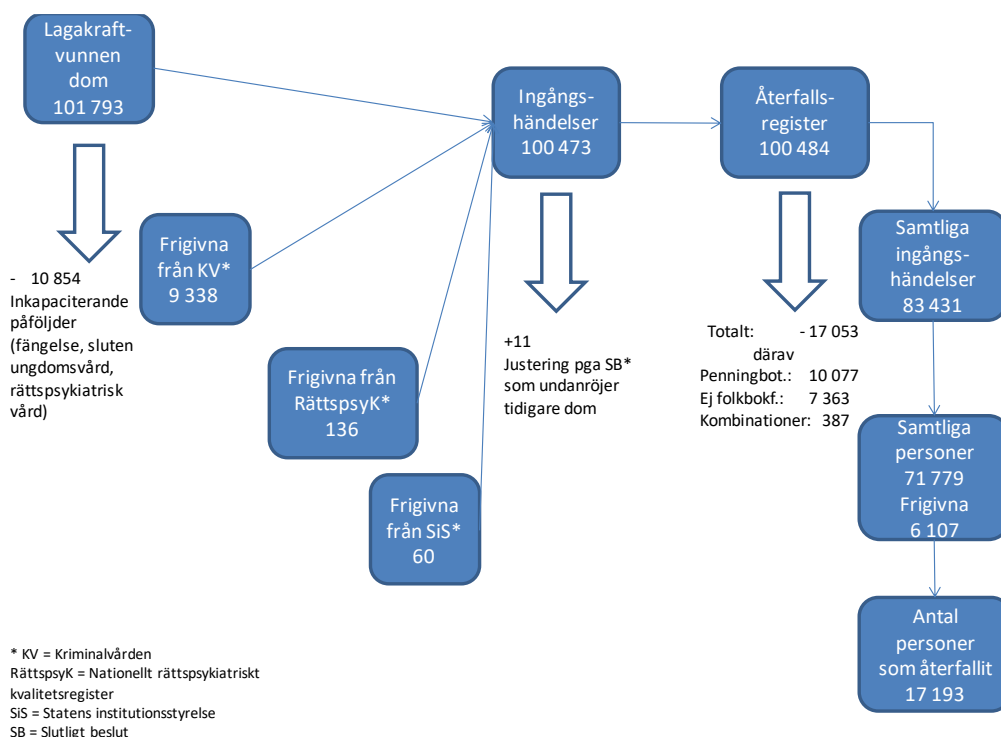 Lagakraft-
vunnen
dom
101 793
- 10 854
Inkapaciterande
påföljder
(fängelse, sluten
ungdomsvård,
rättspsykiatrisk
vård)
Frigivna
från KV*
9 338
Frigivna från
RättspsyK*
136
Frigivna
från SiS*
60
Ingångs-
händelser
100 473
+11
Justering pga SB*
som undanröjer
tidigare dom
Återfalls-
register
100 484
Totalt: - 17 053
därav
Penningbot.: 10 077
Ej folkbokf.: 7 363
Kombinationer: 387
Samtliga
ingångs-
händelser
83 431
Samtliga
personer
71 779
Frigivna
6 107
Antal
personer
som återfallit
17 193
* KV = Kriminalvården
RättspsyK = Nationellt rättspsykiatriskt
kvalitetsregister
SiS = Statens institutionsstyrelse
SB = Slutligt beslut